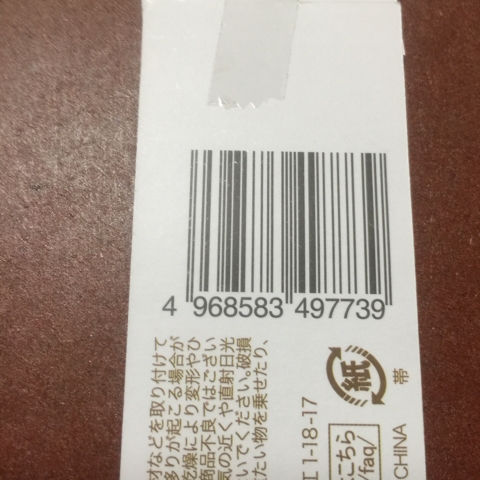 4 968583 497739
材などを取り付けて
多りが起こる場合が
乾燥により変形やひ
商品不良ではござい
気の近くや直射日光
いでください。破損
たい物を乗せたり、
1-18-17
紙
帯
こちら
/faq/
CHINA